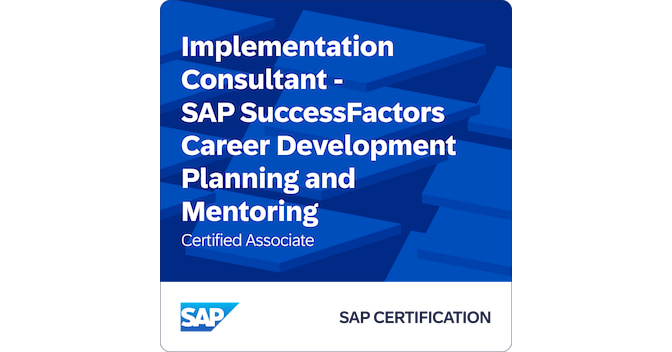 Implementation
Consultant -
SAP SuccessFactors
Career Development
Planning and
Mentoring
Certified Associate
SAP
SAP CERTIFICATION